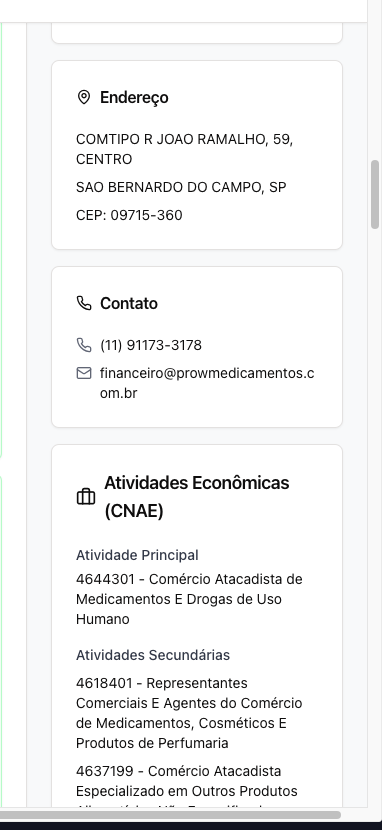 Endereço
COMTIPO R JOAO RAMALHO, 59,
CENTRO
SAO BERNARDO DO CAMPO, SP
CEP: 09715-360
Contato
(11) 91173-3178
financeiro@prowmedicamentos.c
om.br
Atividades Econômicas
(CNAE)
Atividade Principal
4644301 - Comércio Atacadista de
Medicamentos E Drogas de Uso
Humano
Atividades Secundárias
4618401 - Representantes
Comerciais E Agentes do Comércio
de Medicamentos, Cosméticos E
Produtos de Perfumaria
4637199 - Comércio Atacadista
Especializado em Outros Produtos